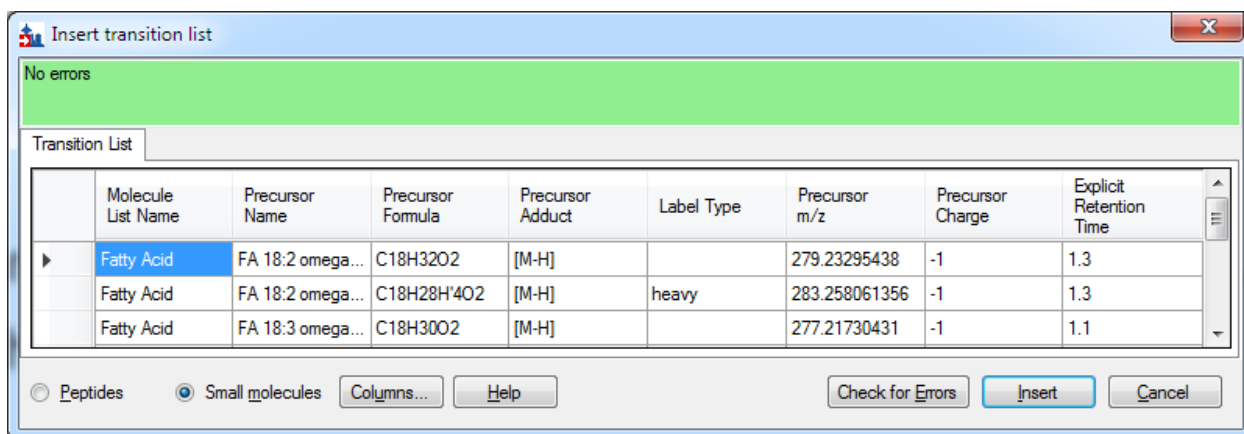 Insert transition list
No errors
Transition List
Molecule List Name Precursor Name Precursor Formula Precursor Adduct Label Type Precursor m/z Precursor Charge Explicit Retention Time
Fatty Acid FA 18:2 omega... C18H32O2 [M-H] 279.23295438 -1 1.3
Fatty Acid FA 18:2 omega... C18H28H'4O2 [M-H] heavy 283.258061356 -1 1.3
Fatty Acid FA 18:3 omega... C18H30O2 [M-H] 277.21730431 -1 1.1
Peptides Small molecules Columns... Help Check for Errors Insert Cancel